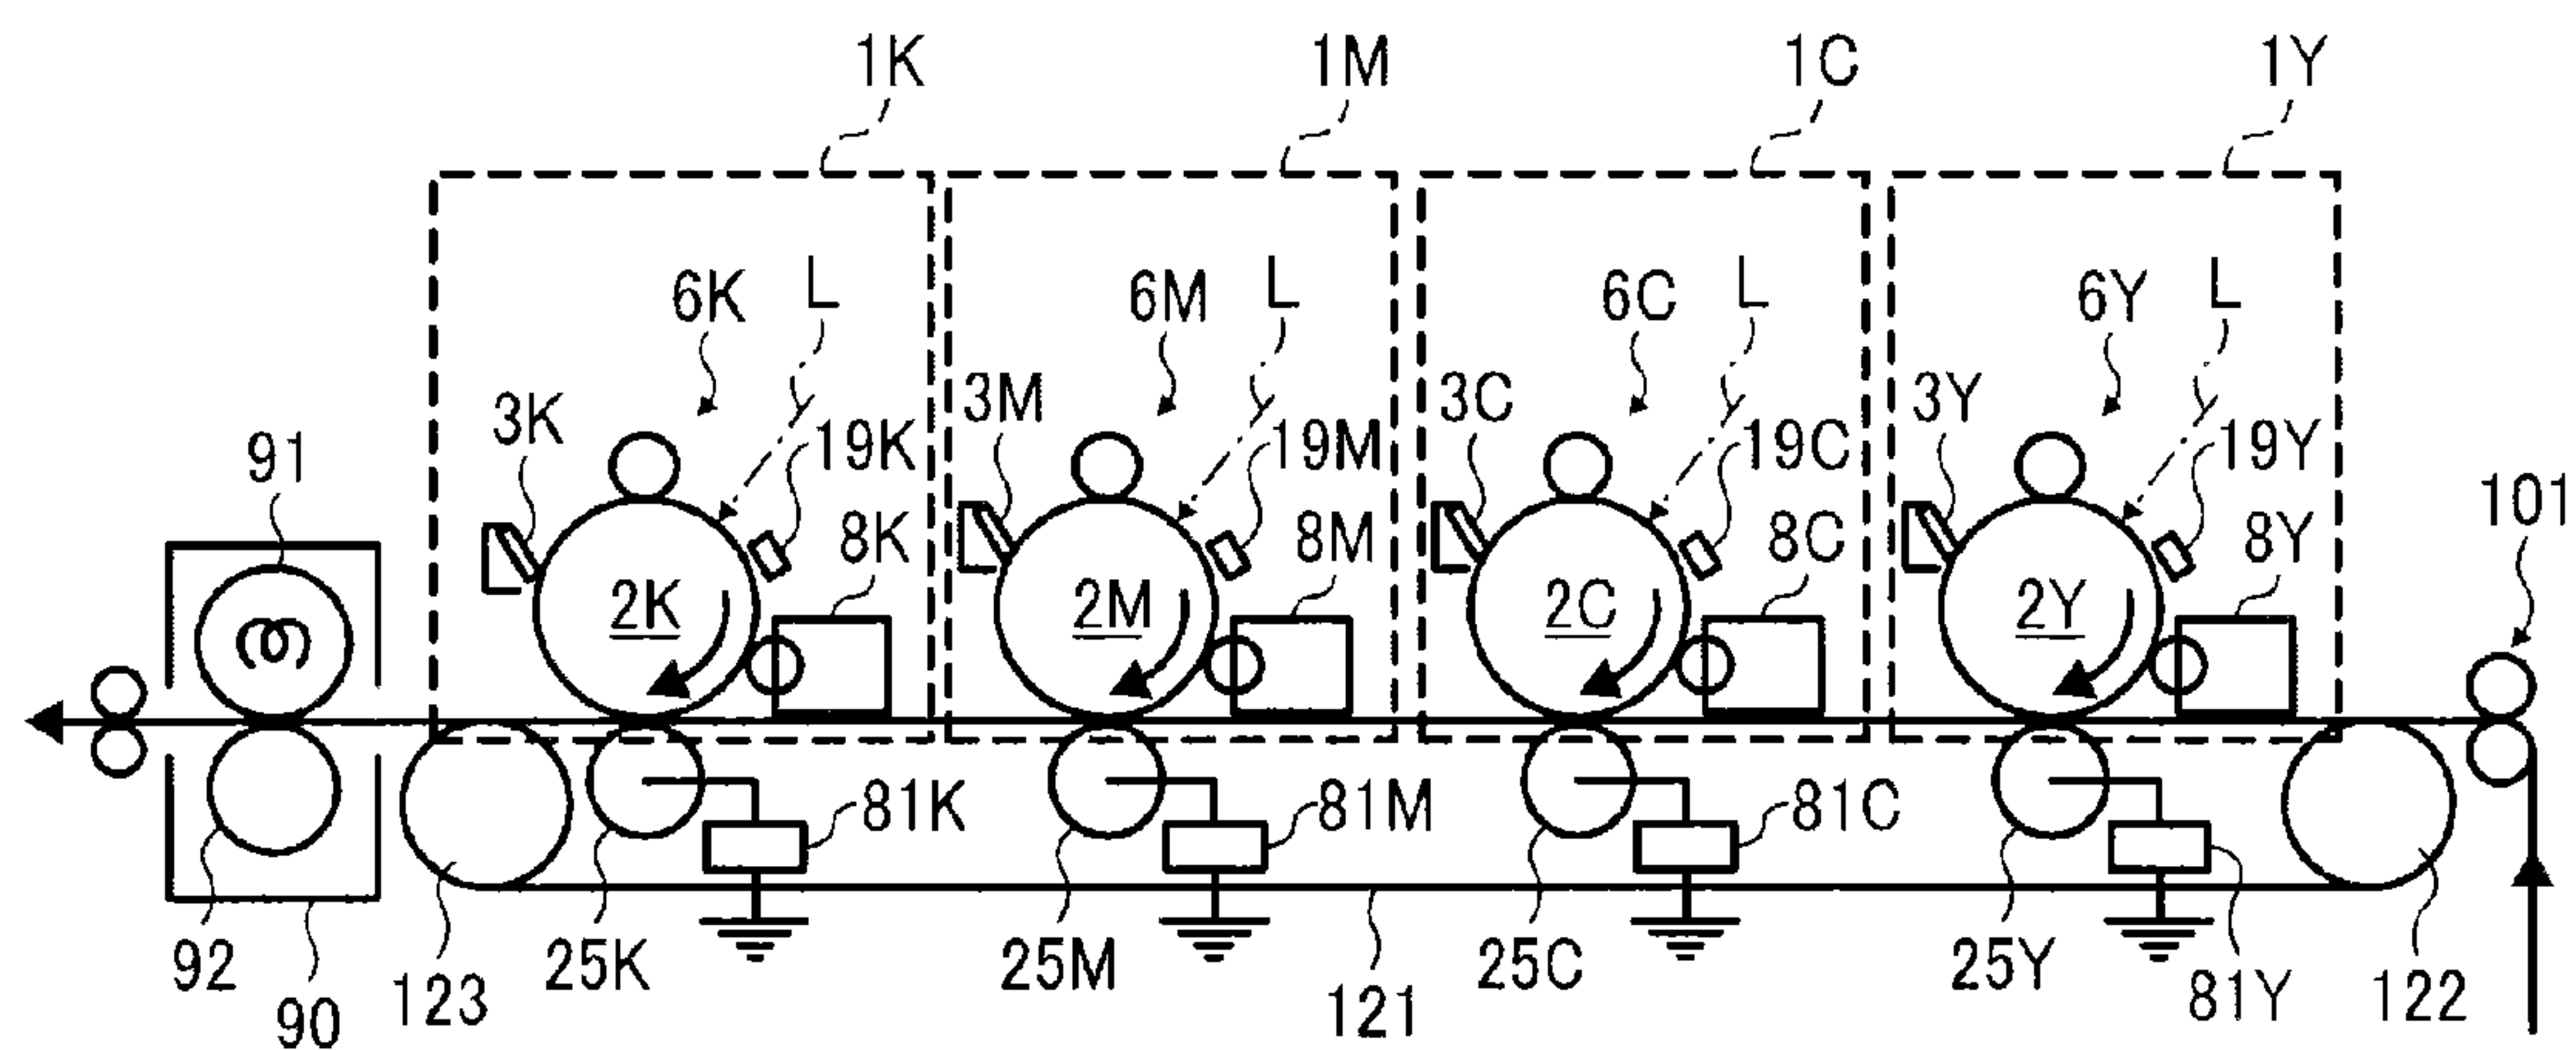 1K 1M 1C 1Y
6K L 6M L 6C L 6Y L
3K 3M 3C 3Y
91 19K 19M 19C 19Y
101
8K 8M 8C 8Y
2K 2M 2C 2Y
81K 81M 81C 81Y
92 25K 25M 25C 25Y
123 81Y 122
90 121